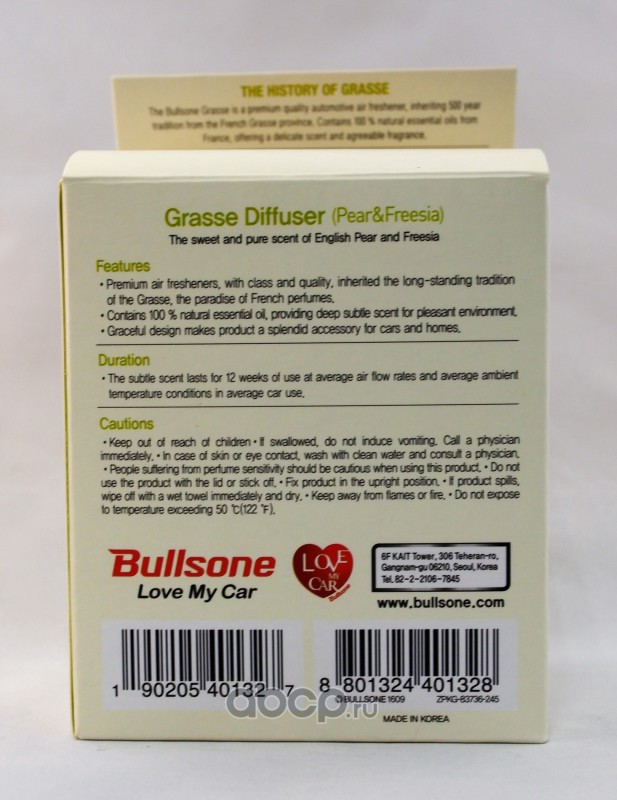 THE HISTORY OF GRASSE
The Bullsone Grasse is a premium quality automotive air freshener, inheriting 500 year
tradition from the French Grasse province. Contains 100 % natural essential oils from
France, offering a delicate scent and agreeable fragrance.
Grasse Diffuser (Pear&Freesia)
The sweet and pure scent of English Pear and Freesia
Features
• Premium air fresheners, with class and quality, inherited the long-standing tradition
of the Grasse, the paradise of French perfumes.
• Contains 100 % natural essential oil, providing deep subtle scent for pleasant environment.
• Graceful design makes product a splendid accessory for cars and homes.
Duration
• The subtle scent lasts for 12 weeks of use at average air flow rates and average ambient
temperature conditions in average car use.
Cautions
• Keep out of reach of children • If swallowed, do not induce vomiting. Call a physician
immediately. • In case of skin or eye contact, wash with clean water and consult a physician.
• People suffering from perfume sensitivity should be cautious when using this product. • Do not
use the product with the lid or stick off. • Fix product in the upright position. • If product spills,
wipe off with a wet towel immediately and dry. • Keep away from flames or fire. • Do not expose
to temperature exceeding 50 ℃(122 ℉).
Bullsone
Love My Car
LOVE
MY
CAR
Bullsone
6F KAIT Tower, 306 Teheran-ro,
Gangnam-gu 06210, Seoul, Korea
Tel. 82-2-2106-7845
www.bullsone.com
1 90205 40132 7
8 801324 401328
© BULLSONE 1609 ZPKG-83736-245
MADE IN KOREA
docp.ru